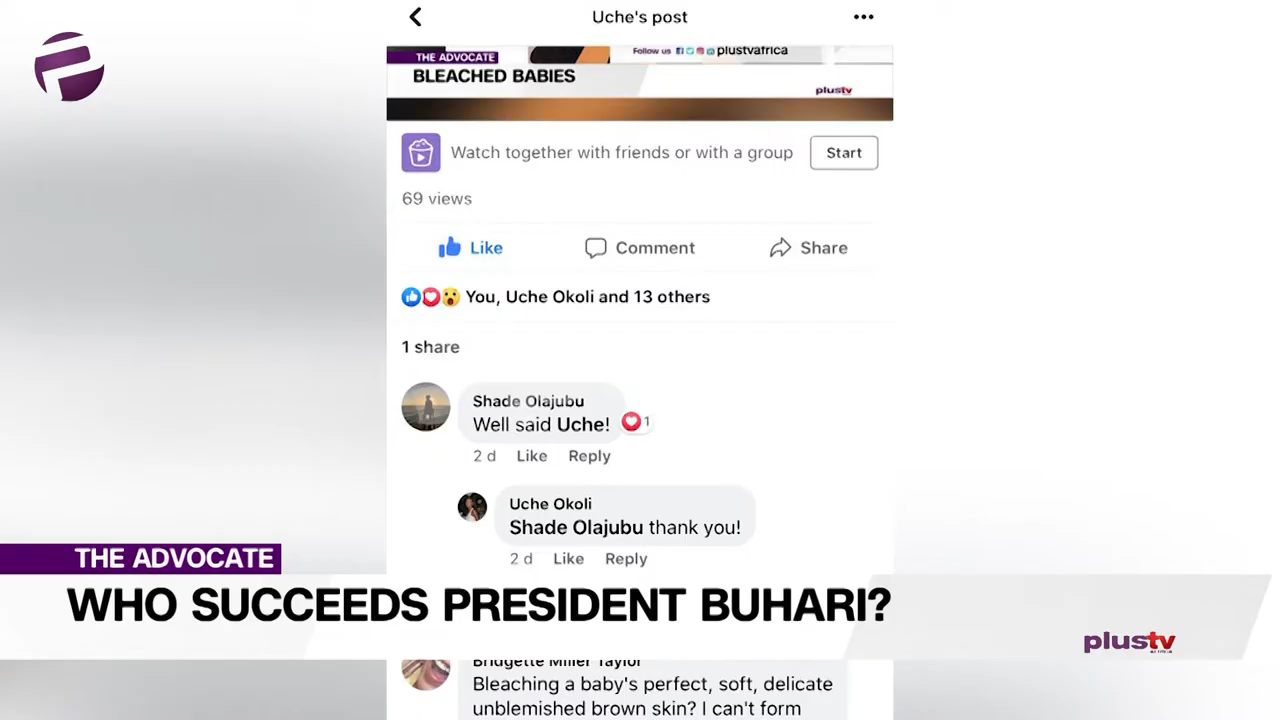 Uche's post
Follow us plustvafrica
THE ADVOCATE
BLEACHED BABIES
plustv
Watch together with friends or with a group
Start
69 views
Like
Comment
Share
You, Uche Okoli and 13 others
1 share
Shade Olajubu
Well said Uche!
1
2 d Like Reply
Uche Okoli
Shade Olajubu thank you!
2 d Like Reply
THE ADVOCATE
WHO SUCCEEDS PRESIDENT BUHARI?
plustv
Bridgette Miller Taylor
Bleaching a baby's perfect, soft, delicate
unblemished brown skin? I can't form